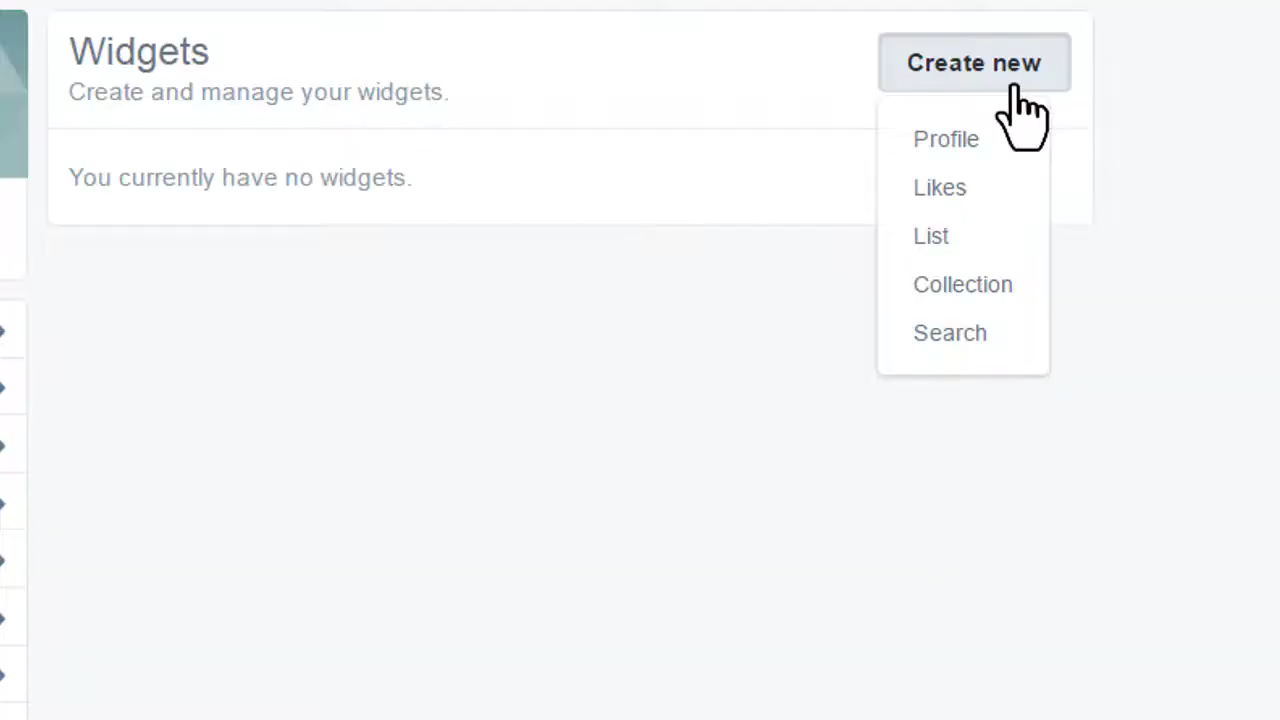 Widgets
Create new
Create and manage your widgets.
Profile
You currently have no widgets.
Likes
List
Collection
Search